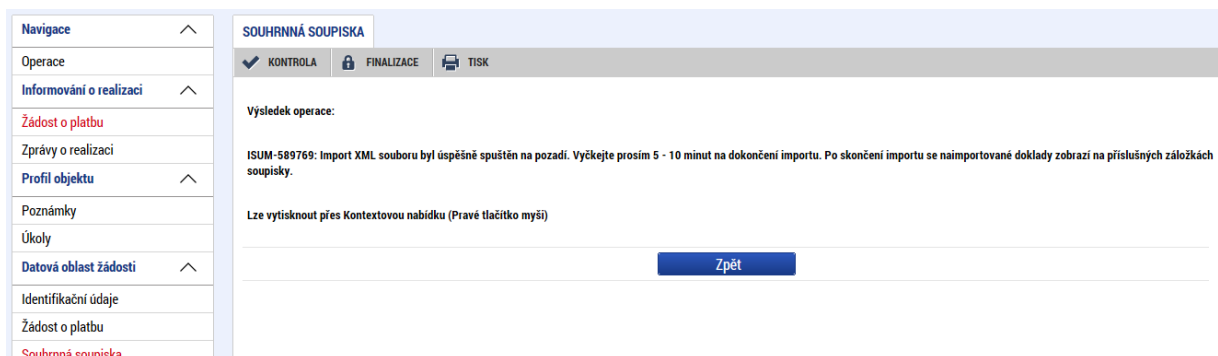 Navigace
Operace
Informování o realizaci
Žádost o platbu
Zprávy o realizaci
Profil objektu
Poznámky
Úkoly
Datová oblast žádosti
Identifikační údaje
Žádost o platbu
Souhrnná soupiska
SOUHRNNÁ SOUPISKA
KONTROLA FINALIZACE TISK
Výsledek operace:
ISUM-589769: Import XML souboru byl úspěšně spuštěn na pozadí. Vyčkejte prosím 5 - 10 minut na dokončení importu. Po skončení importu se naimportované doklady zobrazí na příslušných záložkách
soupisky.
Lze vytisknout přes Kontextovou nabídku (Pravé tlačítko myši)
Zpět